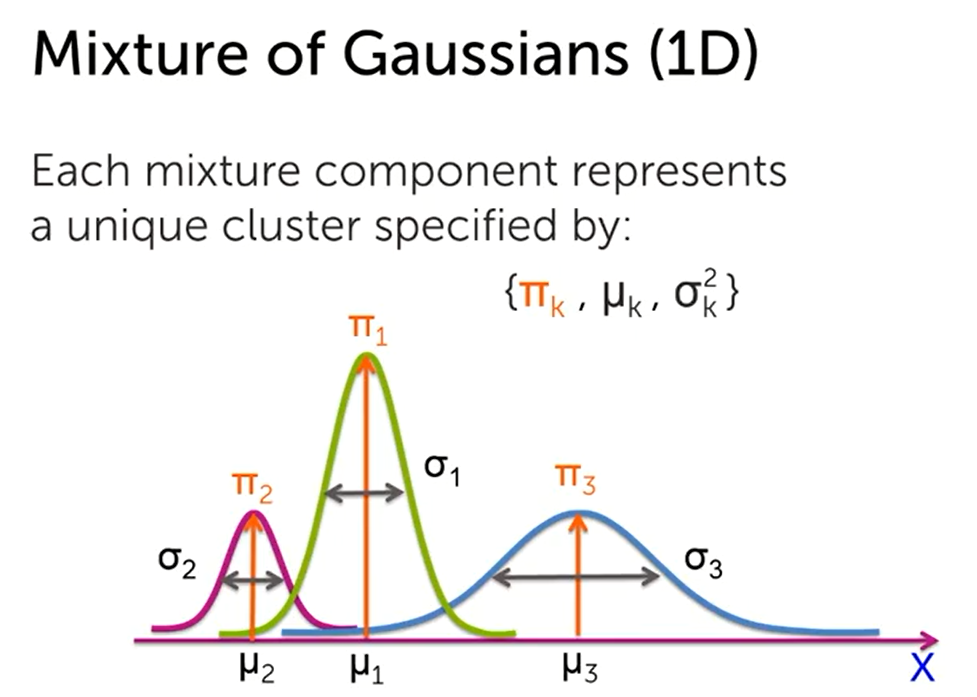 Mixture of Gaussians (1D)
Each mixture component represents
a unique cluster specified by:
{πₖ , μₖ , σₖ²}
π₁
σ₁
π₂
π₃
σ₂
σ₃
μ₂ μ₁ μ₃ X